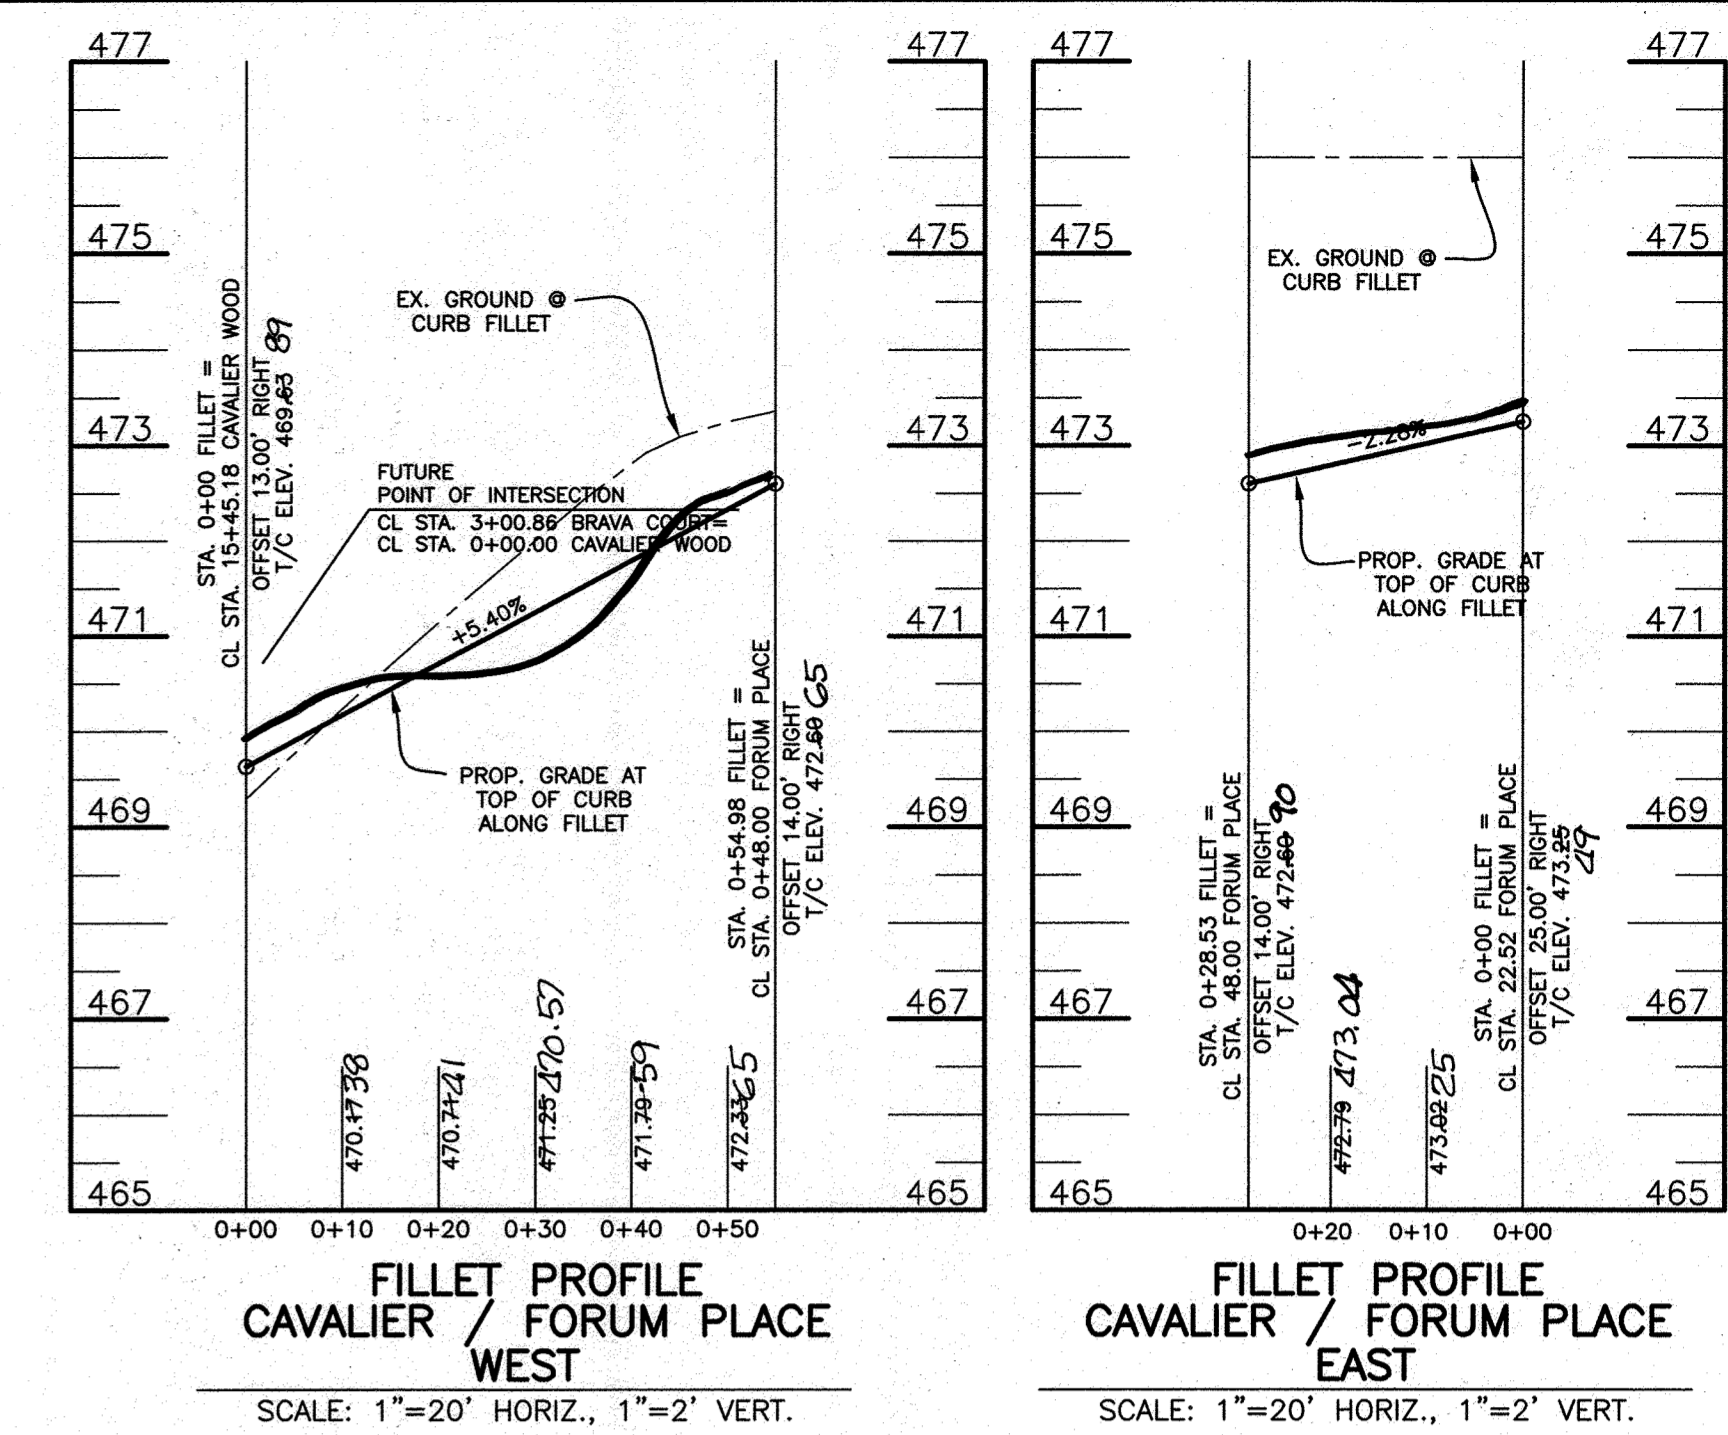 477
475
473
471
469
467
465
STA. 0+00 FILLET =
CL STA. 15+45.18 CAVALIER WOOD
OFFSET 13.00' RIGHT
T/C ELEV. 469.63 89
EX. GROUND @
CURB FILLET
FUTURE
POINT OF INTERSECTION
CL STA. 3+00.86 BRAVA COURT=
CL STA. 0+00.00 CAVALIER WOOD
+5.40%
PROP. GRADE AT
TOP OF CURB
ALONG FILLET
STA. 0+54.98 FILLET =
CL STA. 0+48.00 FORUM PLACE
OFFSET 14.00' RIGHT
T/C ELEV. 472.60 65
470.17 38
470.71 41
471.25 470.57
471.79 59
472.33 65
0+00 0+10 0+20 0+30 0+40 0+50
477
475
473
471
469
467
465
FILLET PROFILE
CAVALIER / FORUM PLACE
WEST
SCALE: 1"=20' HORIZ., 1"=2' VERT.
477
475
473
471
469
467
465
EX. GROUND @
CURB FILLET
-2.28%
PROP. GRADE AT
TOP OF CURB
ALONG FILLET
STA. 0+28.53 FILLET =
CL STA. 48.00 FORUM PLACE
OFFSET 14.00' RIGHT
T/C ELEV. 472.60 90
472.79 473.04
473.02 25
STA. 0+00 FILLET =
CL STA. 22.52 FORUM PLACE
OFFSET 25.00' RIGHT
T/C ELEV. 473.25
49
0+20 0+10 0+00
477
475
473
471
469
467
465
FILLET PROFILE
CAVALIER / FORUM PLACE
EAST
SCALE: 1"=20' HORIZ., 1"=2' VERT.